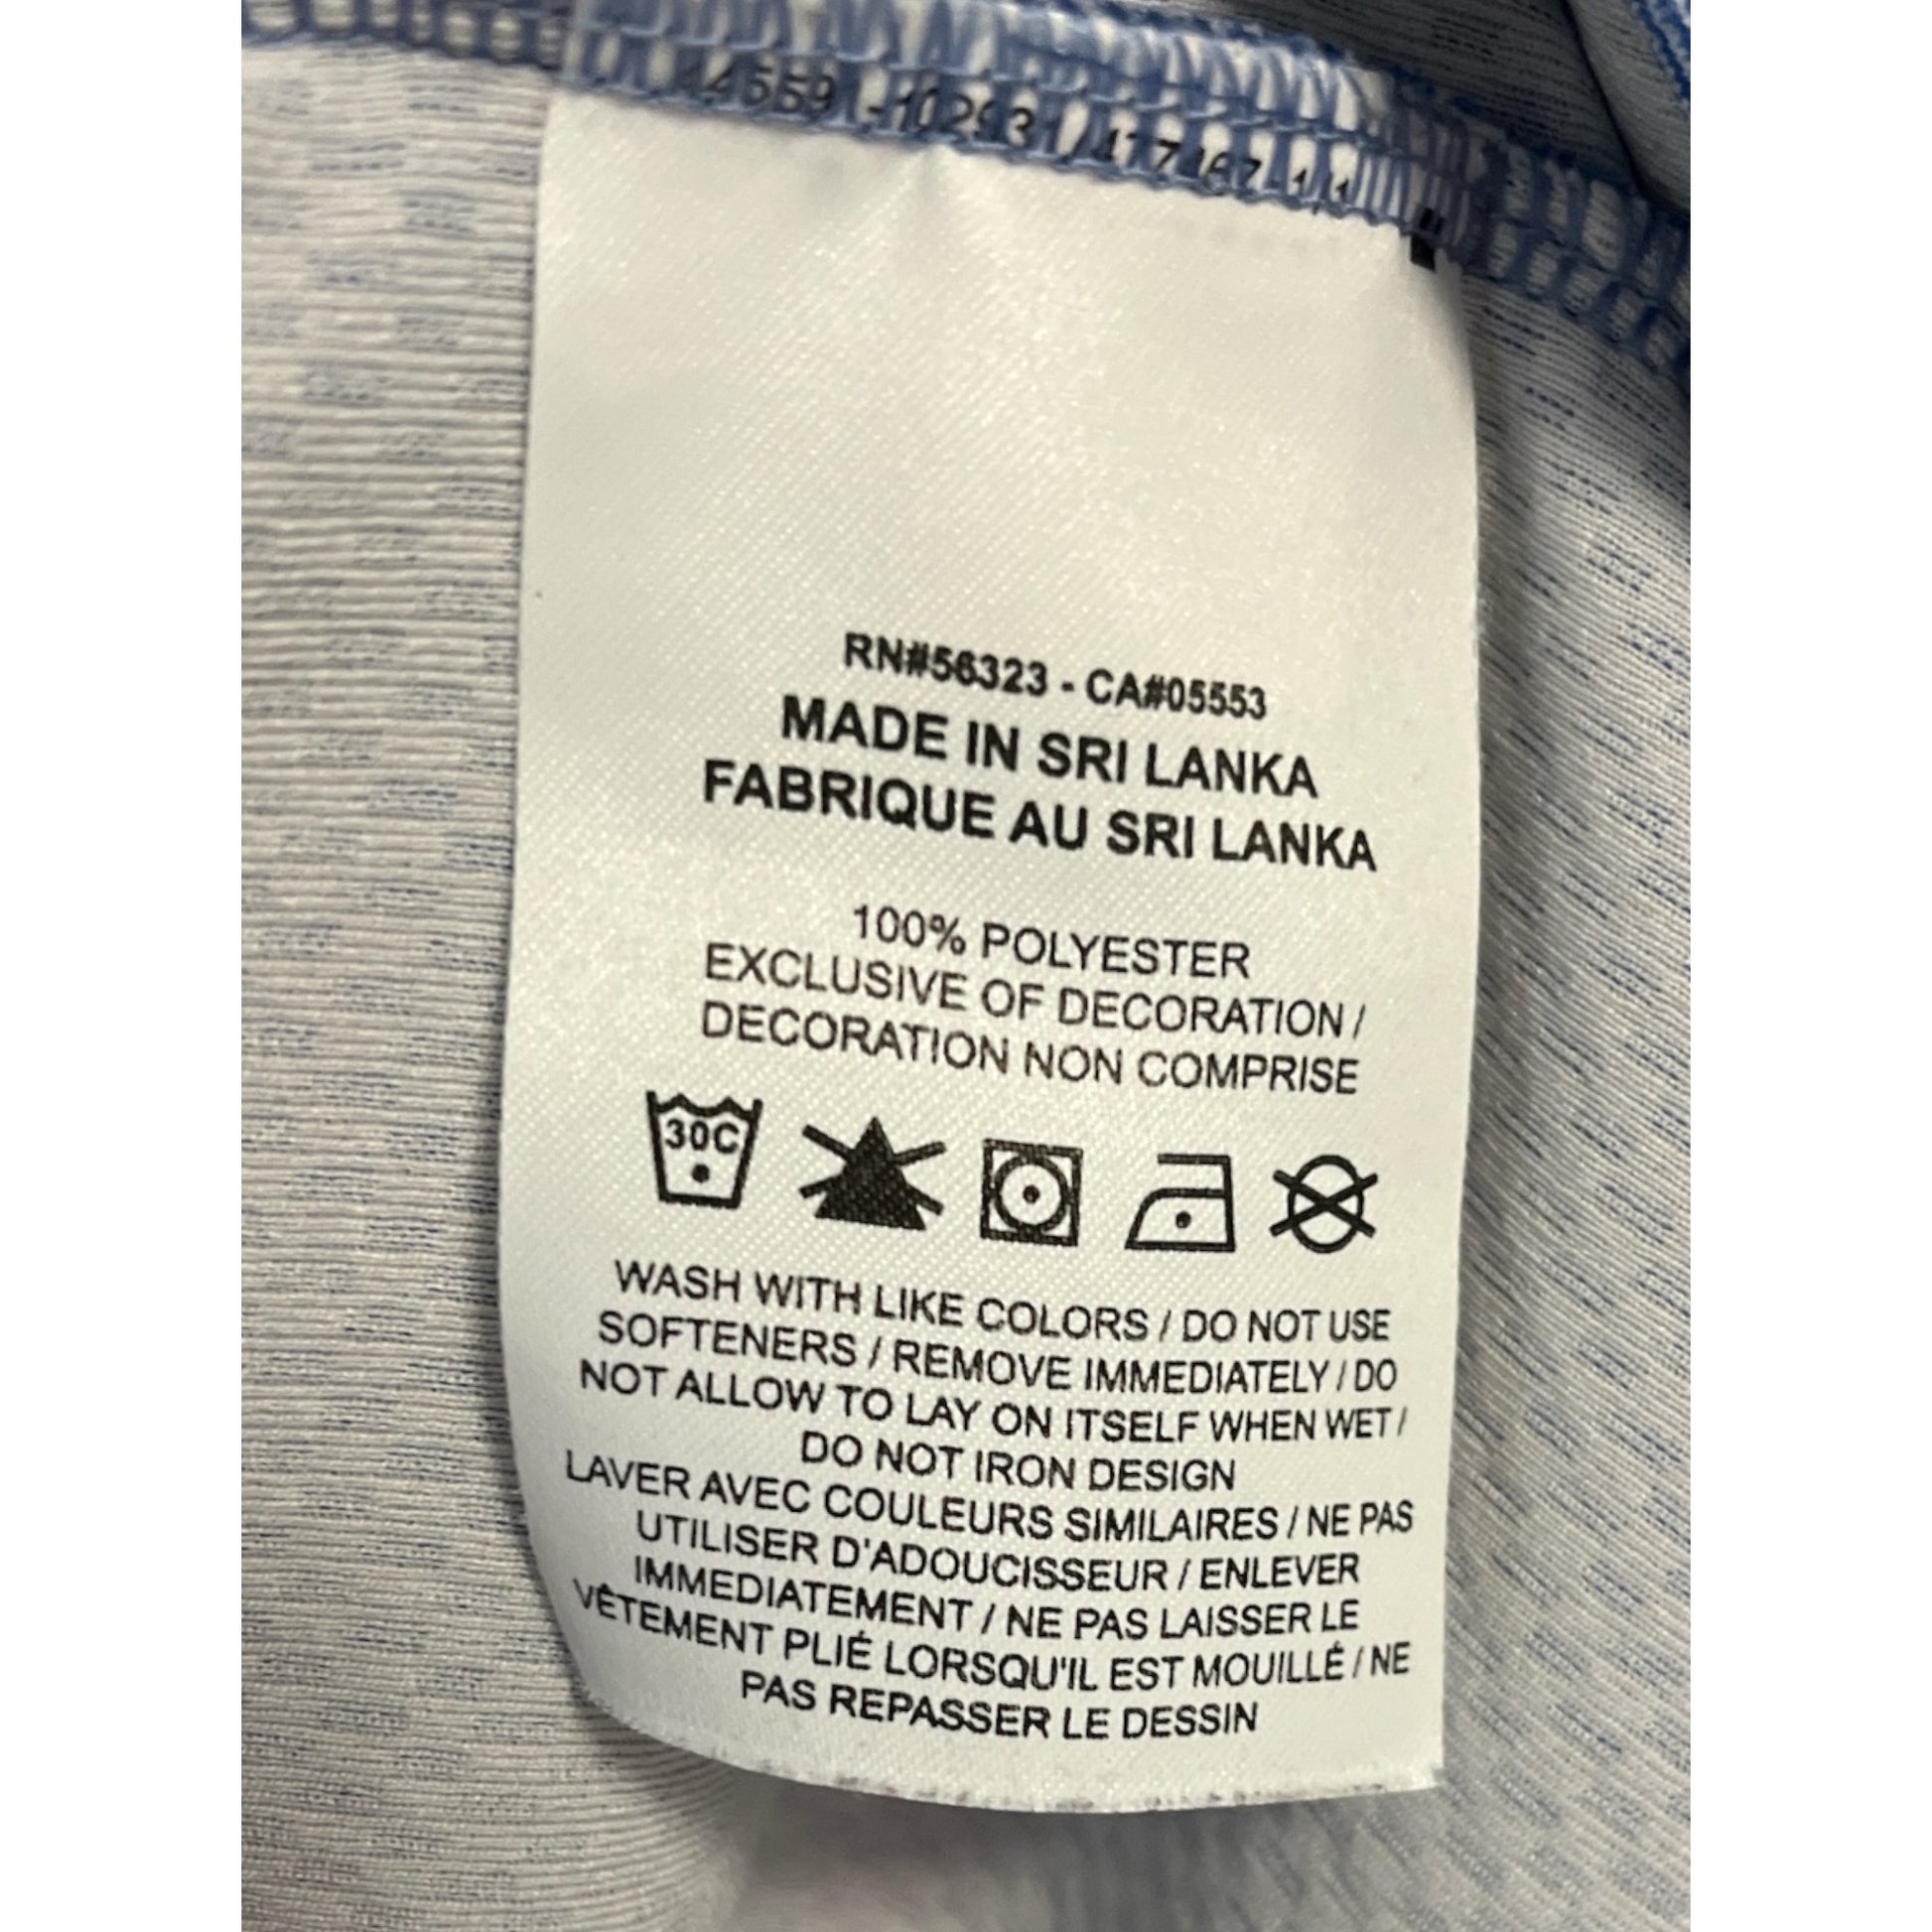 RN#56323 - CA#05553
MADE IN SRI LANKA
FABRIQUE AU SRI LANKA
100% POLYESTER
EXCLUSIVE OF DECORATION /
DECORATION NON COMPRISE
30C
WASH WITH LIKE COLORS / DO NOT USE
SOFTENERS / REMOVE IMMEDIATELY / DO
NOT ALLOW TO LAY ON ITSELF WHEN WET /
DO NOT IRON DESIGN
LAVER AVEC COULEURS SIMILAIRES / NE PAS
UTILISER D'ADOUCISSEUR / ENLEVER
IMMEDIATEMENT / NE PAS LAISSER LE
VÊTEMENT PLIÉ LORSQU'IL EST MOUILLÉ / NE
PAS REPASSER LE DESSIN